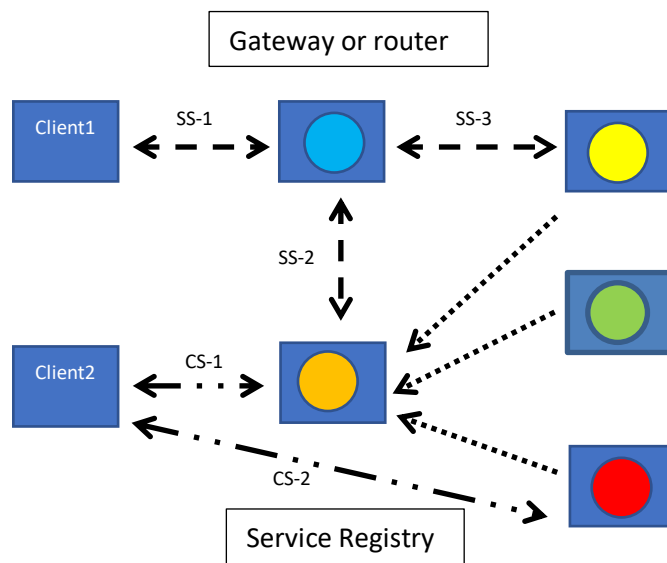 Gateway or router
Client1
SS-1
SS-3
SS-2
Client2
CS-1
CS-2
Service Registry